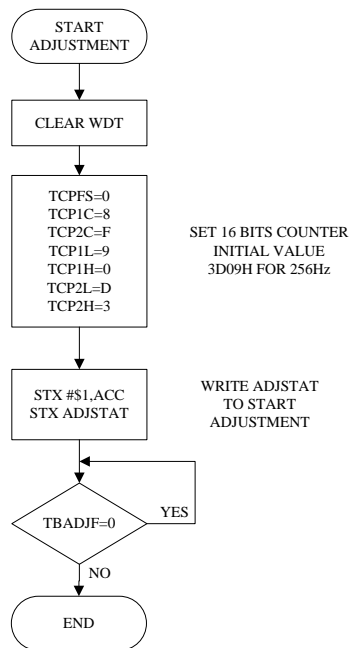 START
ADJUSTMENT
CLEAR WDT
TCPFS=0
TCP1C=8
TCP2C=F
TCP1L=9
TCP1H=0
TCP2L=D
TCP2H=3
SET 16 BITS COUNTER
INITIAL VALUE
3D09H FOR 256Hz
STX #$1,ACC
STX ADJSTAT
WRITE ADJSTAT
TO START
ADJUSTMENT
TBADJF=0
YES
NO
END